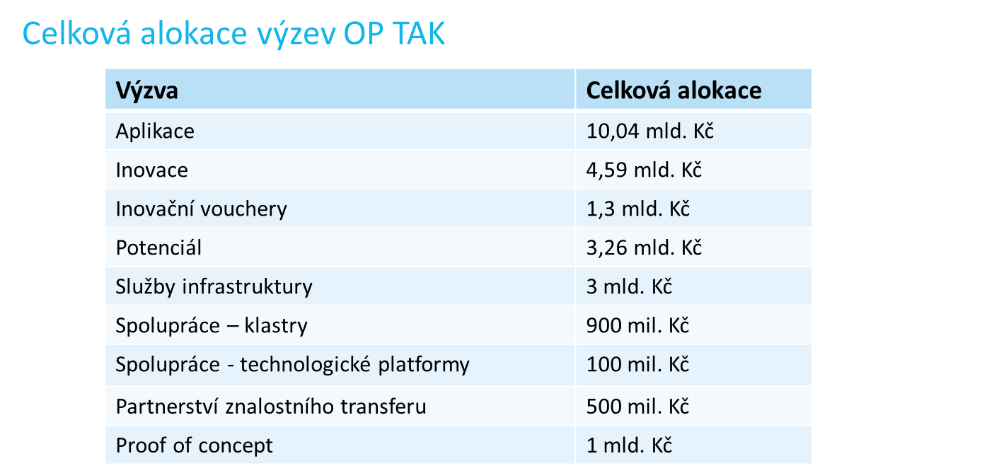 Celková alokace výzev OP TAK
Výzva Celková alokace
Aplikace 10,04 mld. Kč
Inovace 4,59 mld. Kč
Inovační vouchery 1,3 mld. Kč
Potenciál 3,26 mld. Kč
Služby infrastruktury 3 mld. Kč
Spolupráce – klastry 900 mil. Kč
Spolupráce - technologické platformy 100 mil. Kč
Partnerství znalostního transferu 500 mil. Kč
Proof of concept 1 mld. Kč